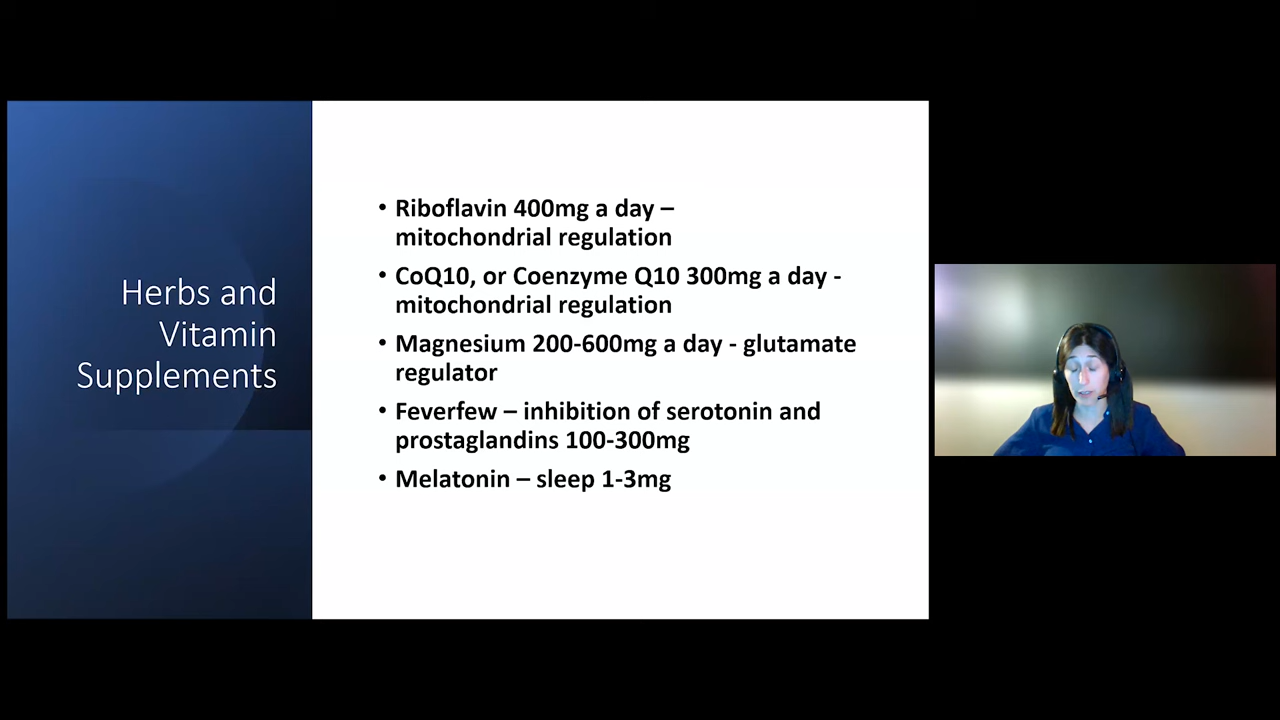 Herbs and
Vitamin
Supplements
• Riboflavin 400mg a day –
mitochondrial regulation
• CoQ10, or Coenzyme Q10 300mg a day -
mitochondrial regulation
• Magnesium 200-600mg a day - glutamate
regulator
• Feverfew – inhibition of serotonin and
prostaglandins 100-300mg
• Melatonin – sleep 1-3mg